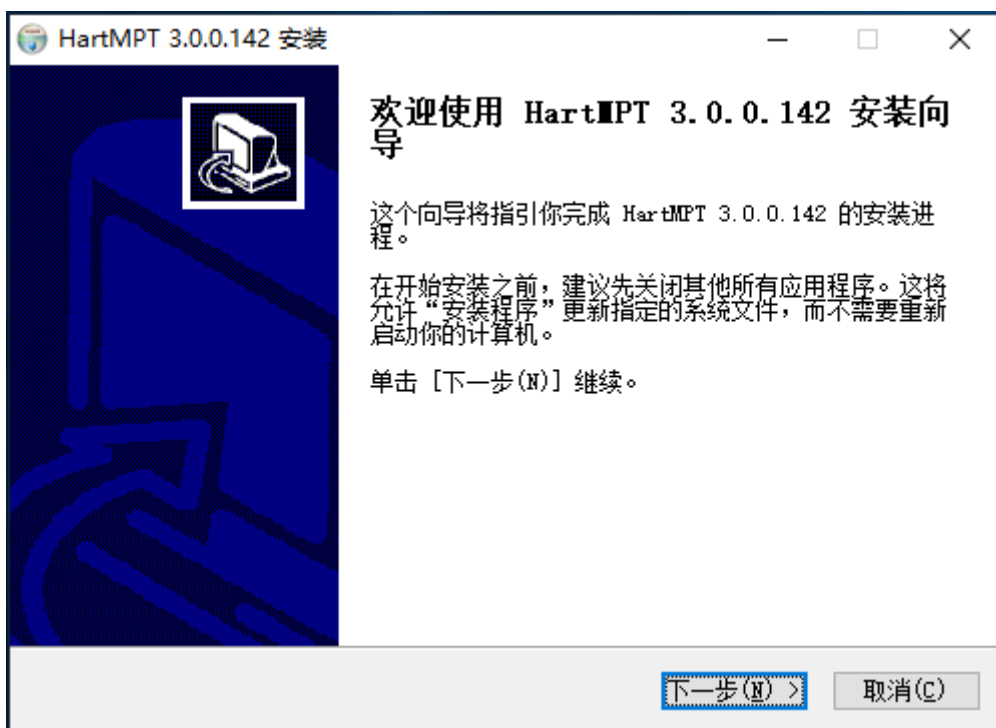 HartMPT 3.0.0.142 安装
欢迎使用 HartMPT 3.0.0.142 安装向
导
这个向导将指引你完成 HartMPT 3.0.0.142 的安装进
程。
在开始安装之前，建议先关闭其他所有应用程序。这将
允许“安装程序”更新指定的系统文件，而不需要重新
启动你的计算机。
单击 [下一步(N)] 继续。
下一步(N) >
取消(C)